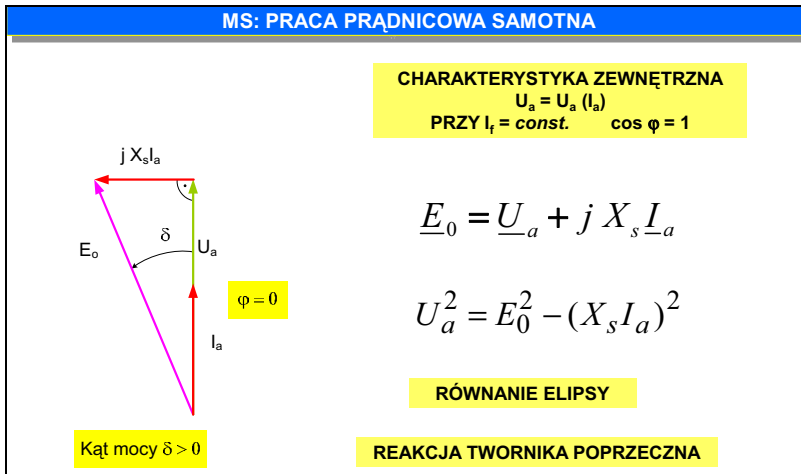 MS: PRACA PRĄDNICOWA SAMOTNA
CHARAKTERYSTYKA ZEWNĘTRZNA
Uₐ = Uₐ (Iₐ)
PRZY I_f = const. cos φ = 1
j XₛIₐ
Eₒ
δ
Uₐ
φ = 0
Iₐ
Kąt mocy δ > 0
E₀ = Uₐ + j Xₛ Iₐ
Uₐ² = E₀² − (XₛIₐ)²
RÓWNANIE ELIPSY
REAKCJA TWORNIKA POPRZECZNA